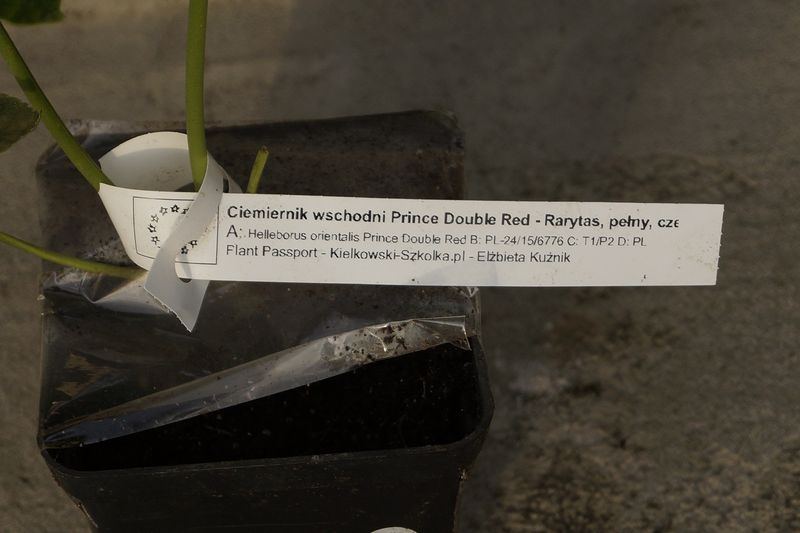 Ciemiernik wschodni Prince Double Red - Rarytas, pełny, cze
A: Helleborus orientalis Prince Double Red B: PL-24/15/6776 C: T1/P2 D: PL
Plant Passport - Kielkowski-Szkolka.pl - Elżbieta Kuźnik